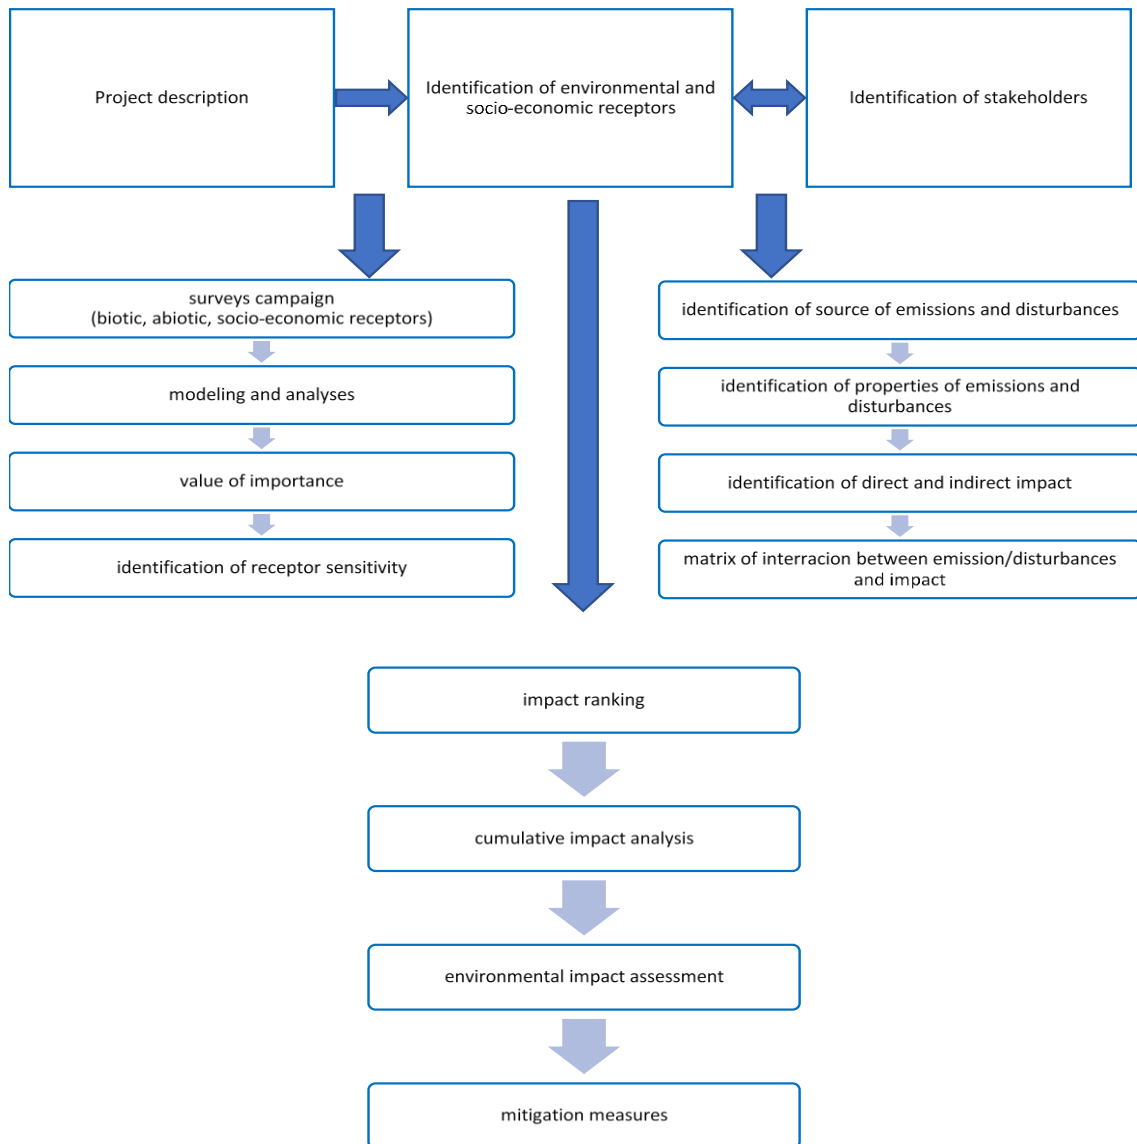 Project description
Identification of environmental and
socio-economic receptors
Identification of stakeholders
surveys campaign
(biotic, abiotic, socio-economic receptors)
modeling and analyses
value of importance
identification of receptor sensitivity
identification of source of emissions and disturbances
identification of properties of emissions and
disturbances
identification of direct and indirect impact
matrix of interracion between emission/disturbances
and impact
impact ranking
cumulative impact analysis
environmental impact assessment
mitigation measures